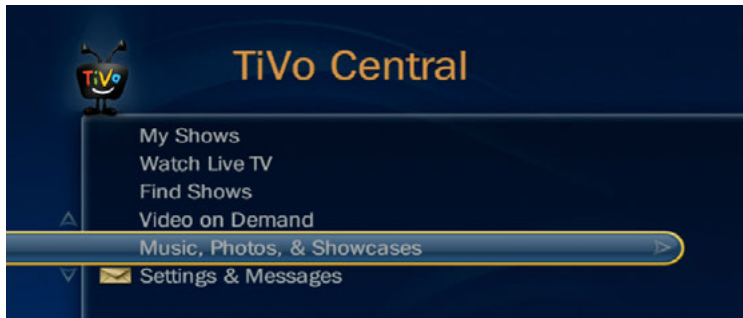 TiVo
TiVo Central
My Shows
Watch Live TV
Find Shows
Video on Demand
Music, Photos, & Showcases
Settings & Messages